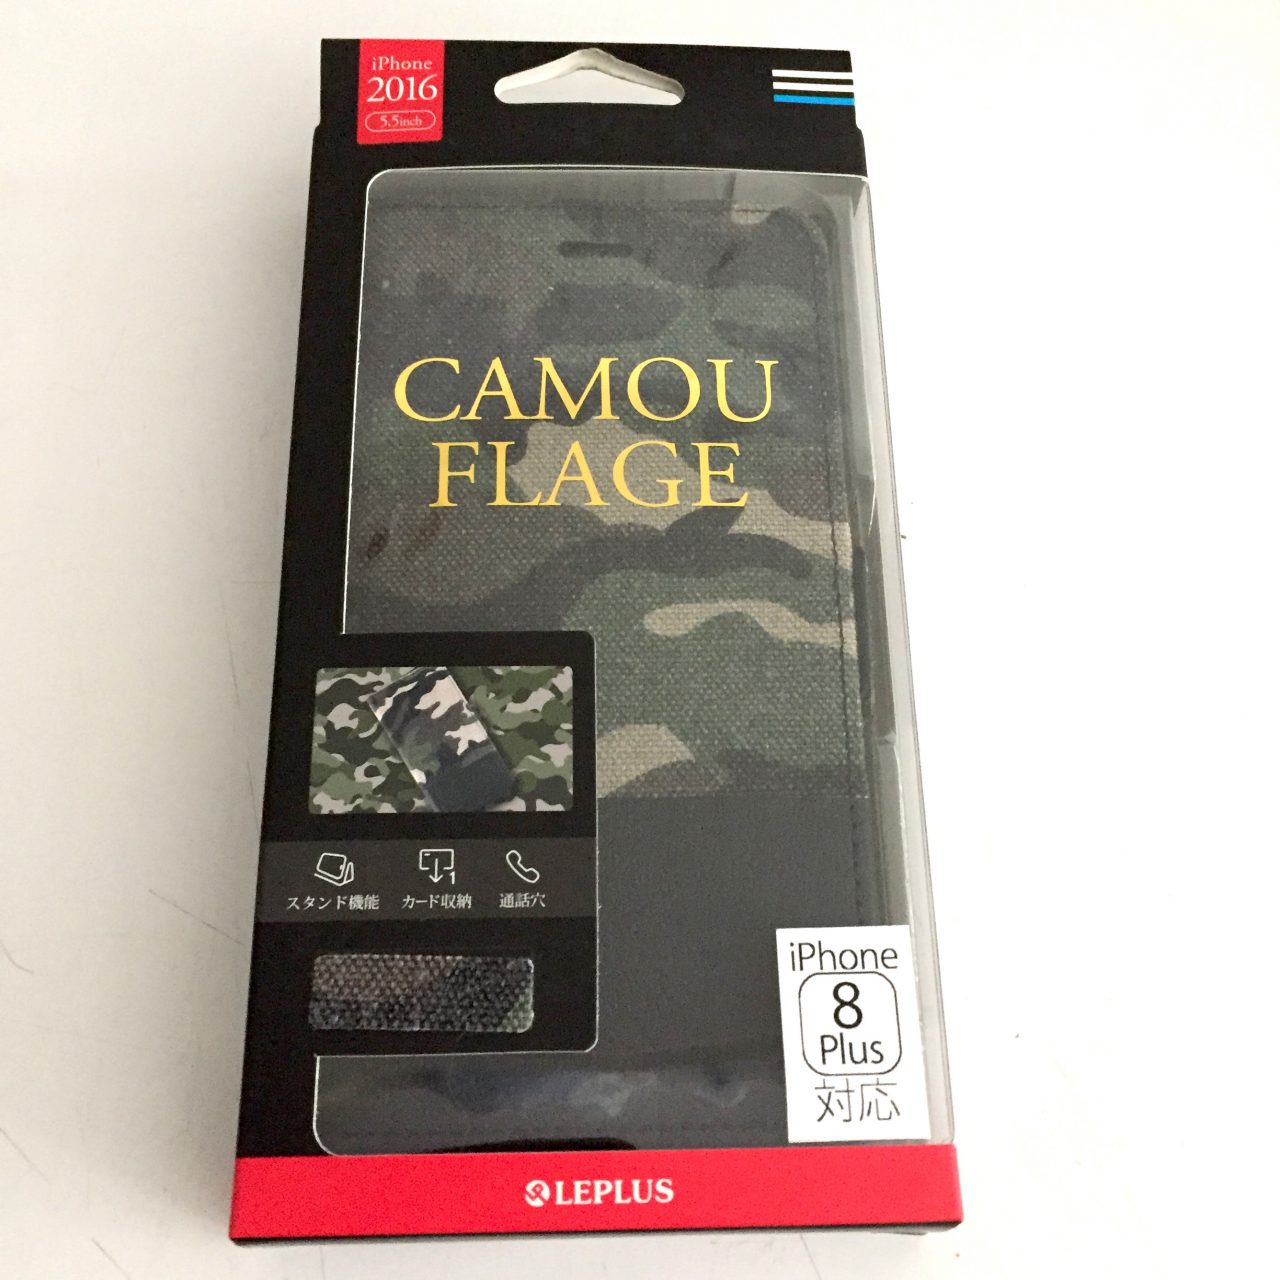 iPhone
2016
5.5inch
CAMOU
FLAGE
1
スタンド機能 カード収納 通話穴
iPhone
8
Plus
対応
LEPLUS